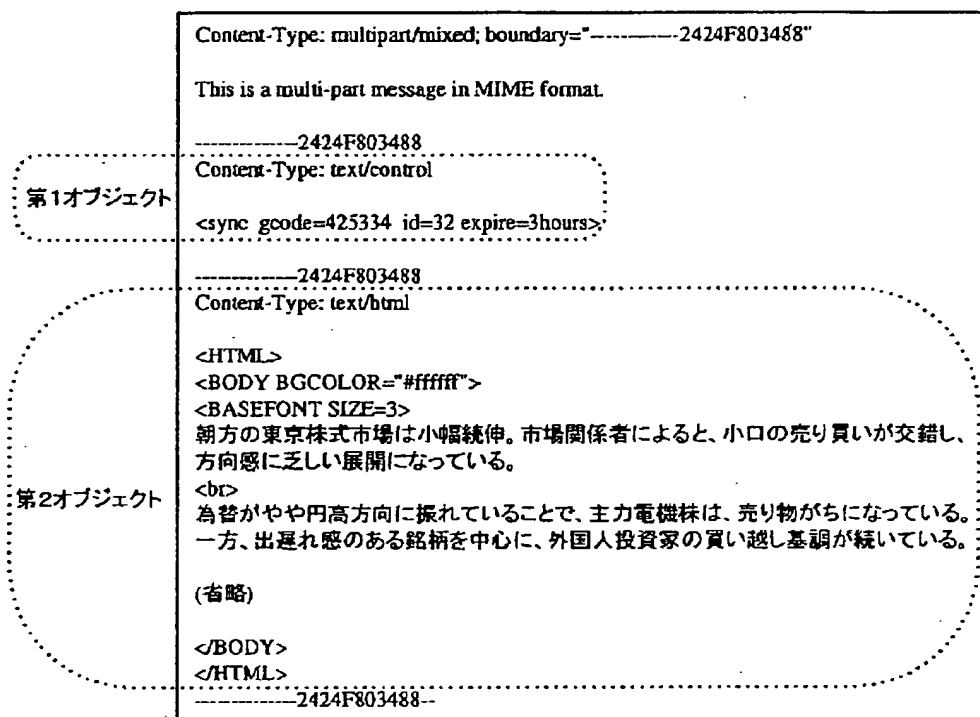 Content-Type: multipart/mixed; boundary="-------------2424F803488"
This is a multi-part message in MIME format.
--------------2424F803488
第1オブジェクト
Content-Type: text/control
<sync gcode=425334 id=32 expire=3hours>
--------------2424F803488
第2オブジェクト
Content-Type: text/html
<HTML>
<BODY BGCOLOR="#ffffff">
<BASEFONT SIZE=3>
朝方の東京株式市場は小幅続伸。市場関係者によると、小口の売り買いが交錯し、
方向感に乏しい展開になっている。
<br>
為替がやや円高方向に振れていることで、主力電機株は、売り物がちになっている。
一方、出遅れ感のある銘柄を中心に、外国人投資家の買い越し基調が続いている。
(省略)
</BODY>
</HTML>
--------------2424F803488--